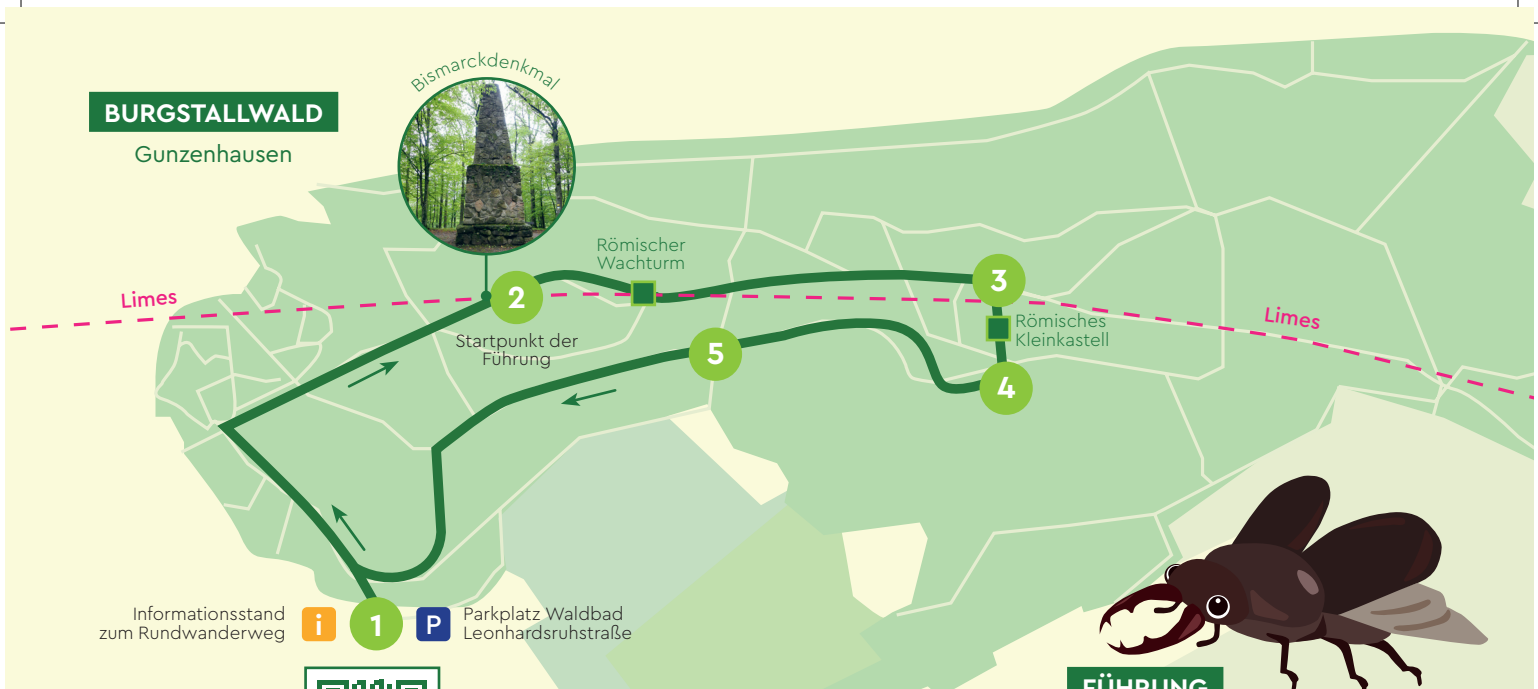 Bismarckdenkmal
BURGSTALLWALD
Gunzenhausen
Römischer
Wachturm
Limes
2
3
Startpunkt der
Führung
5
Römisches
Kleinkastell
Limes
4
Informationsstand
zum Rundwanderweg
i
1
P
Parkplatz Waldbad
Leonhardsruhstraße
FÜHRUNG